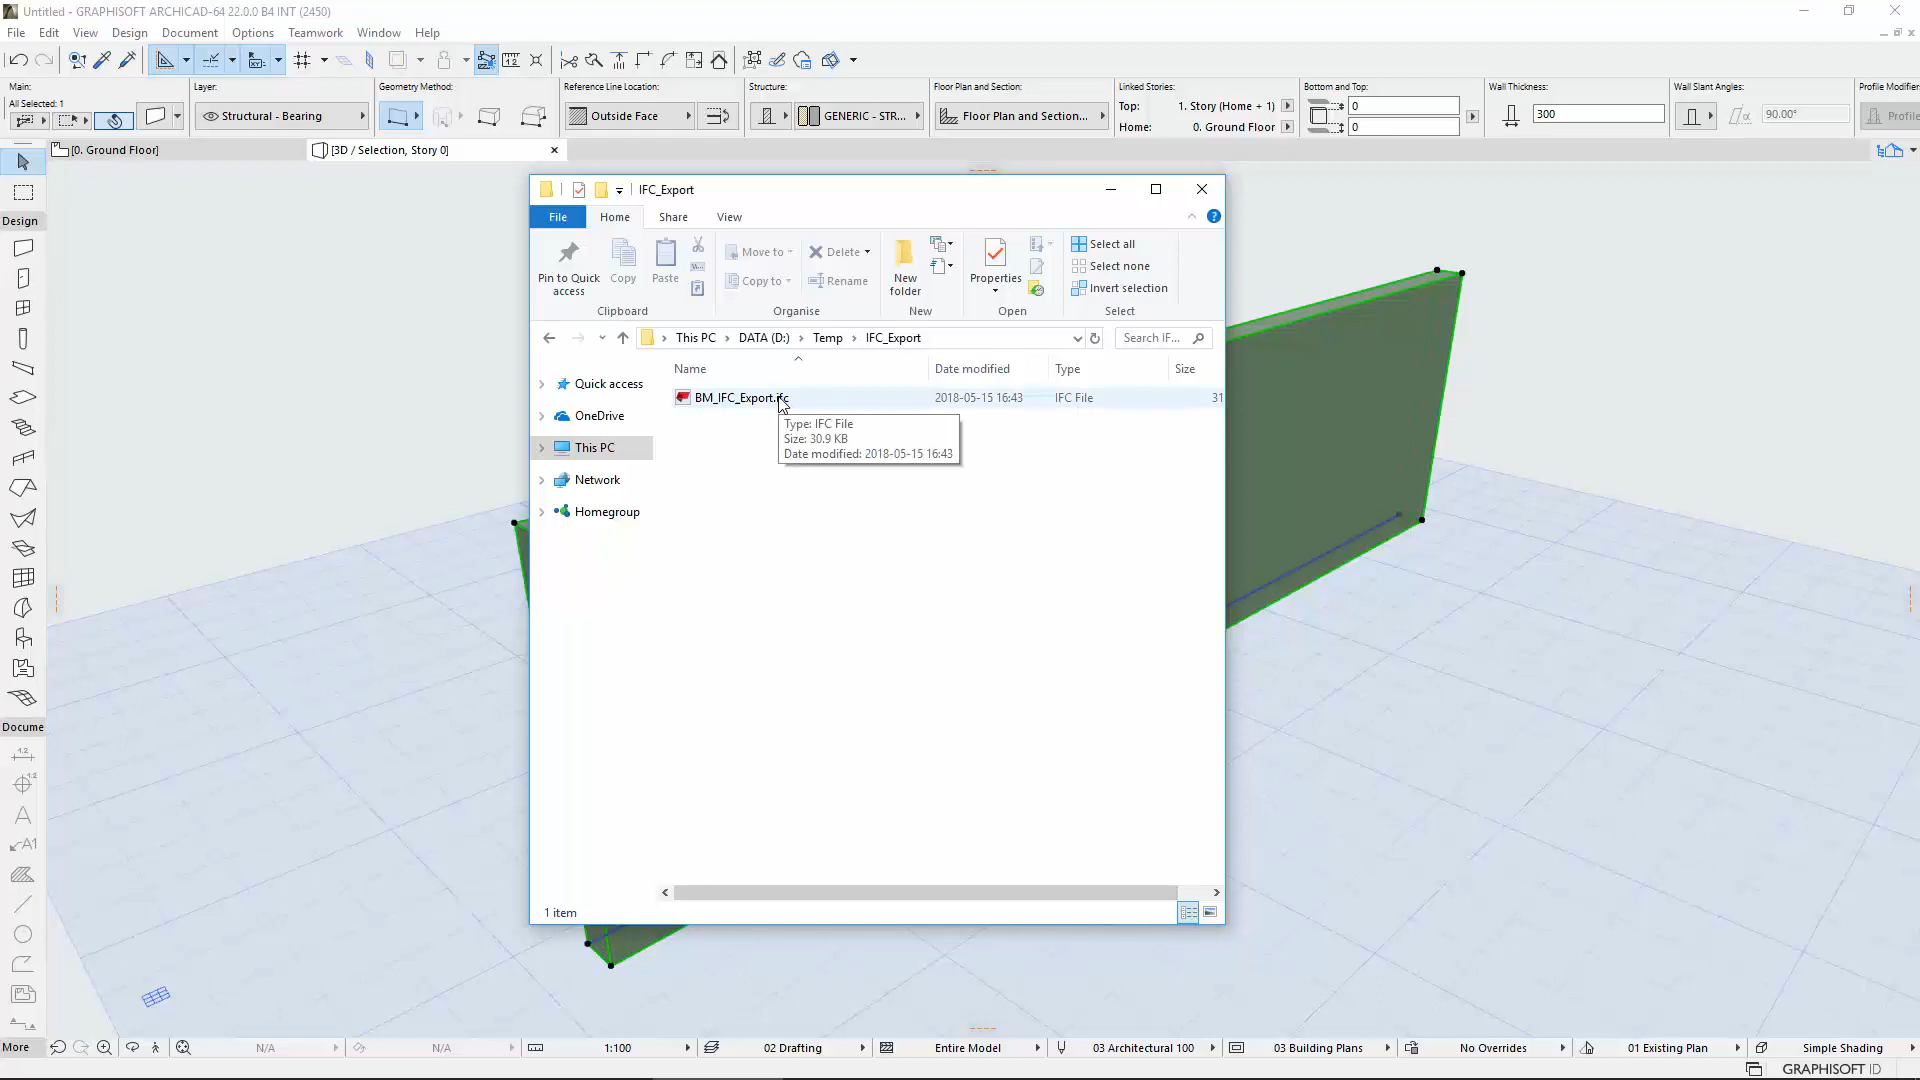 Untitled - GRAPHISOFT ARCHICAD-64 22.0.0 B4 INT (2450)
File Edit View Design Document Options Teamwork Window Help
Main: Layer: Geometry Method: Reference Line Location: Structure: Floor Plan and Section: Linked Stories: Bottom and Top: Wall Thickness: Wall Slant Angles: Profile Modifier
All Selected: 1
Structural - Bearing Outside Face GENERIC - STR... Floor Plan and Section... Top: 1. Story (Home + 1) 0 300 90.00° Profile
Home: 0. Ground Floor 0
[0. Ground Floor] [3D / Selection, Story 0]
IFC_Export
File Home Share View
Design
Move to Delete Select all
Pin to Quick access Copy Paste New folder Properties Select none
Copy to Rename Invert selection
Clipboard Organise New Open Select
This PC DATA (D:) Temp IFC_Export Search IF...
Name Date modified Type Size
Quick access
BM_IFC_Export.ifc 2018-05-15 16:43 IFC File 31
OneDrive
Type: IFC File
Size: 30.9 KB
Date modified: 2018-05-15 16:43
This PC
Network
Homegroup
Docume
1.2
1.2
A
A1
1 item
More N/A N/A 1:100 02 Drafting Entire Model 03 Architectural 100 03 Building Plans No Overrides 01 Existing Plan Simple Shading
GRAPHISOFT ID